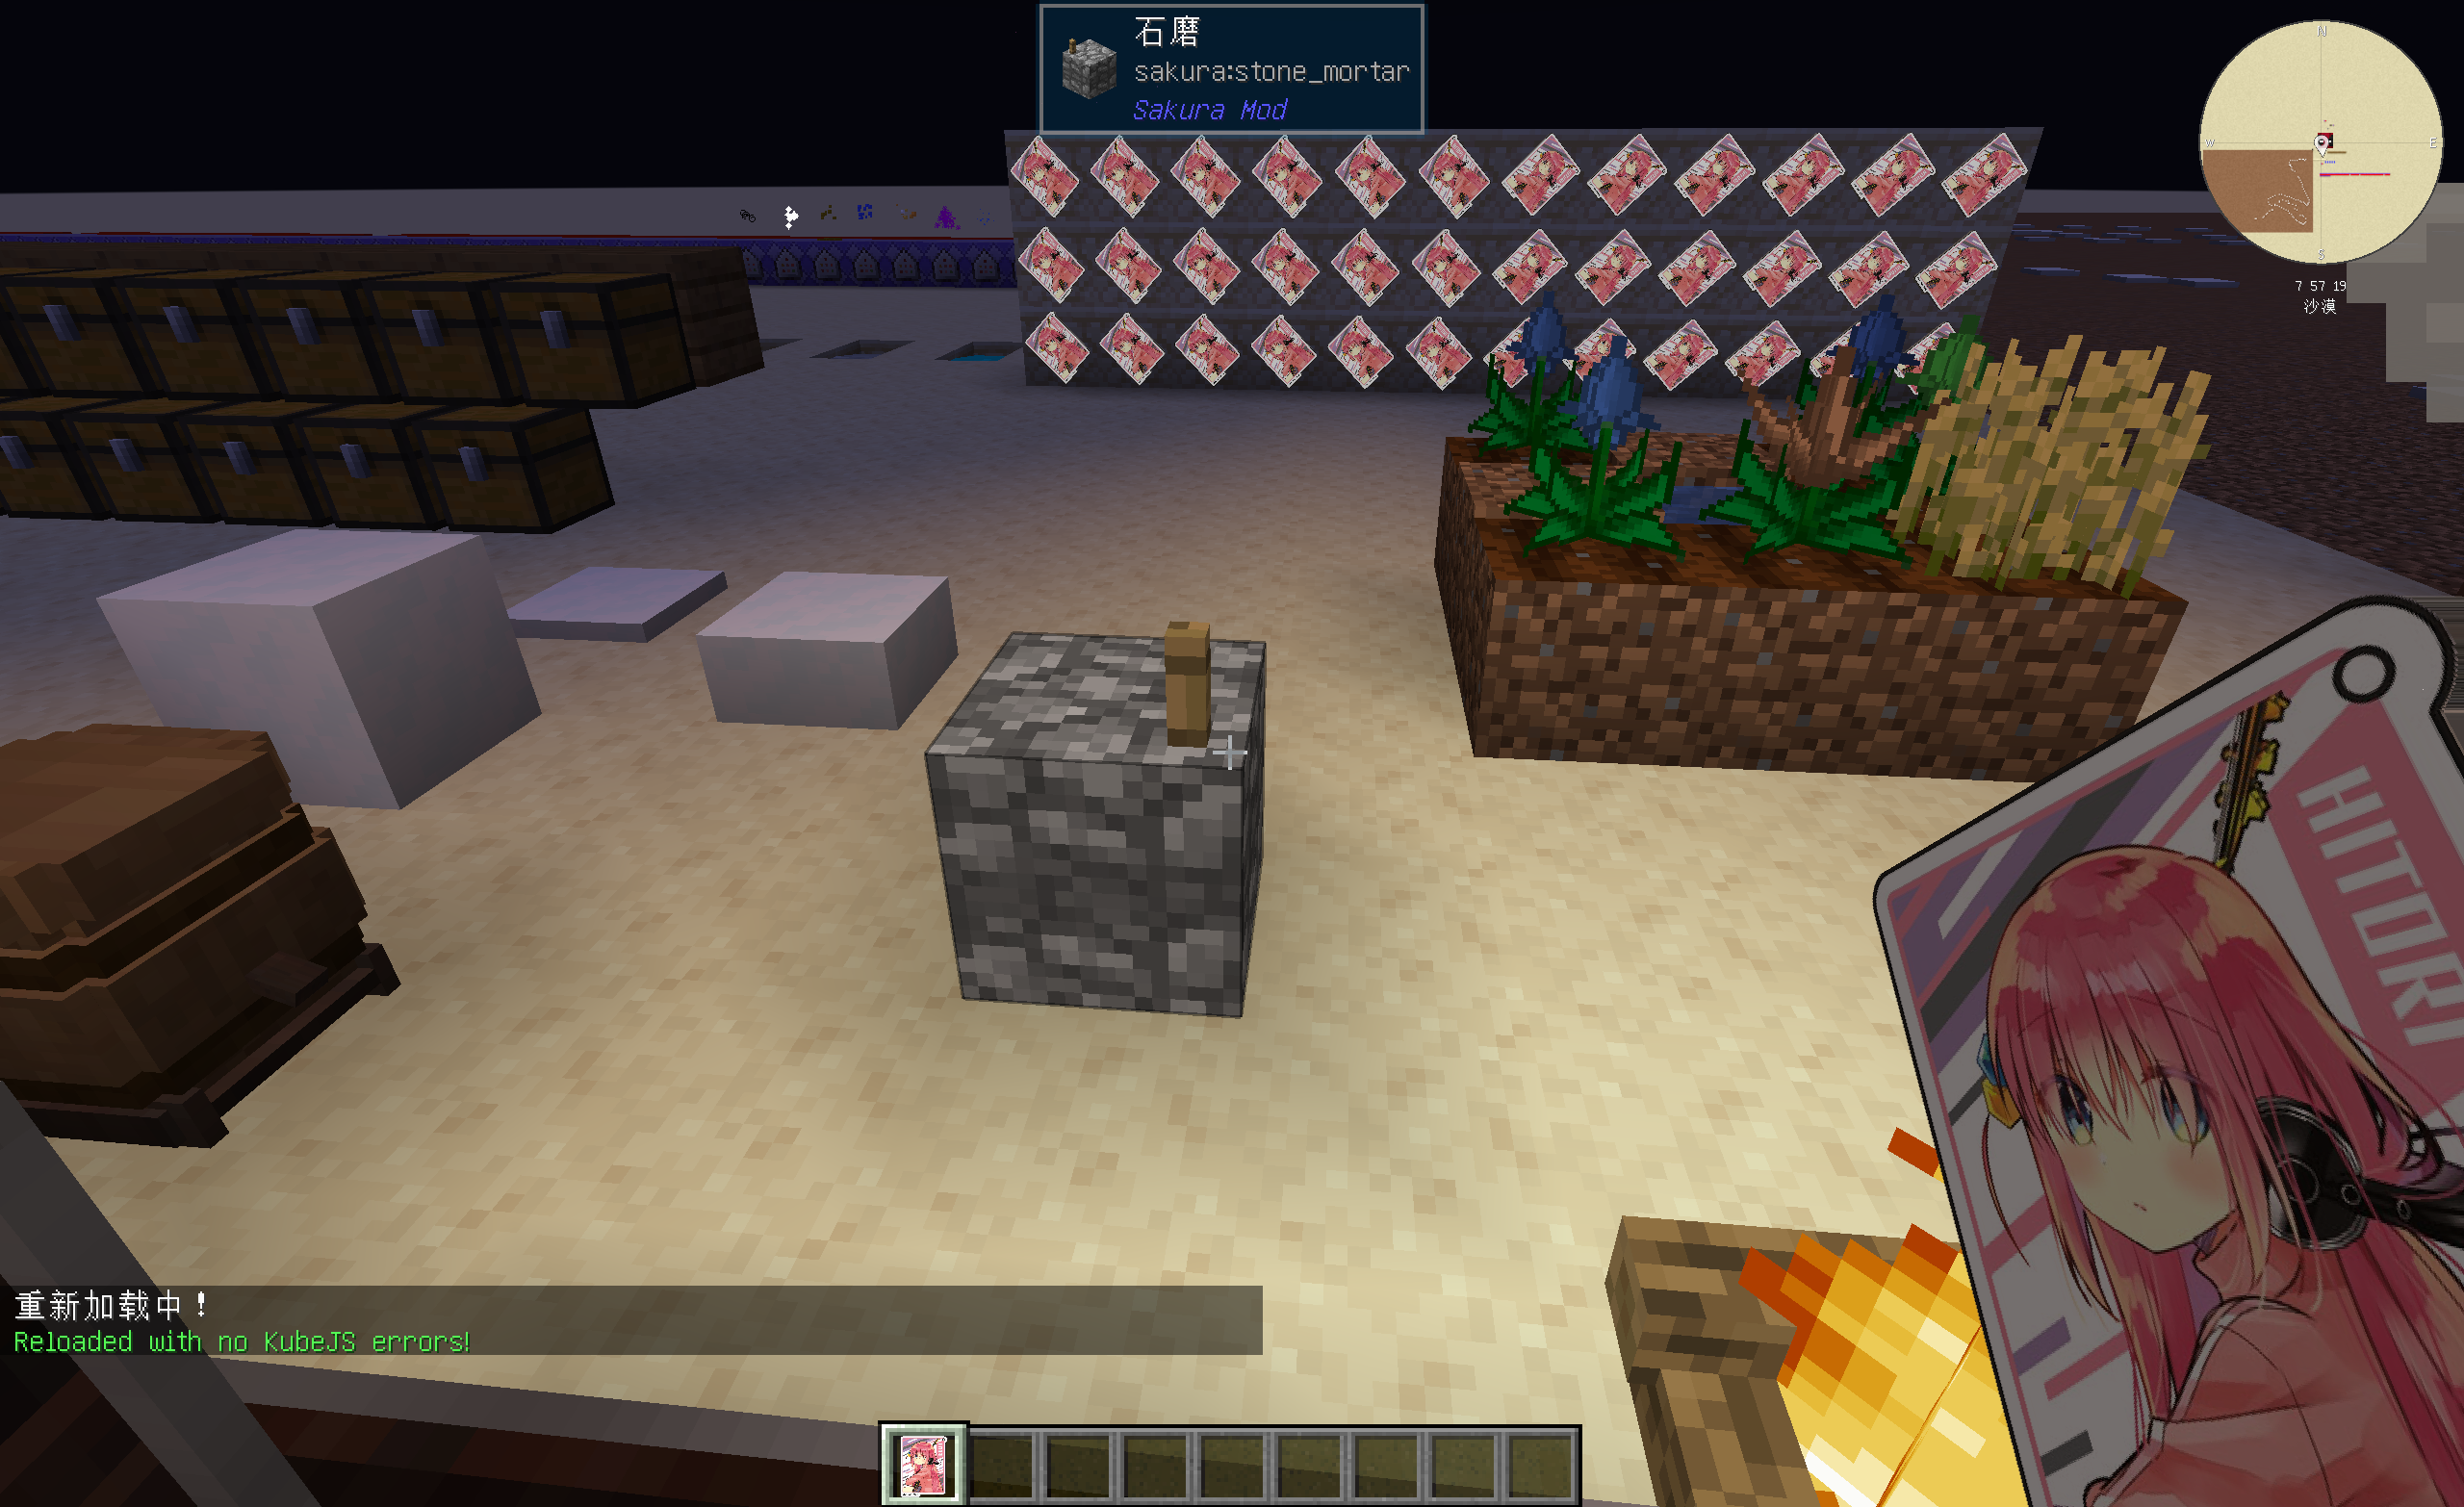 石磨
sakura:stone_mortar
Sakura Mod
N
W
E
S
7 57 19
沙漠
HITORI
重新加载中！
Reloaded with no KubeJS errors!